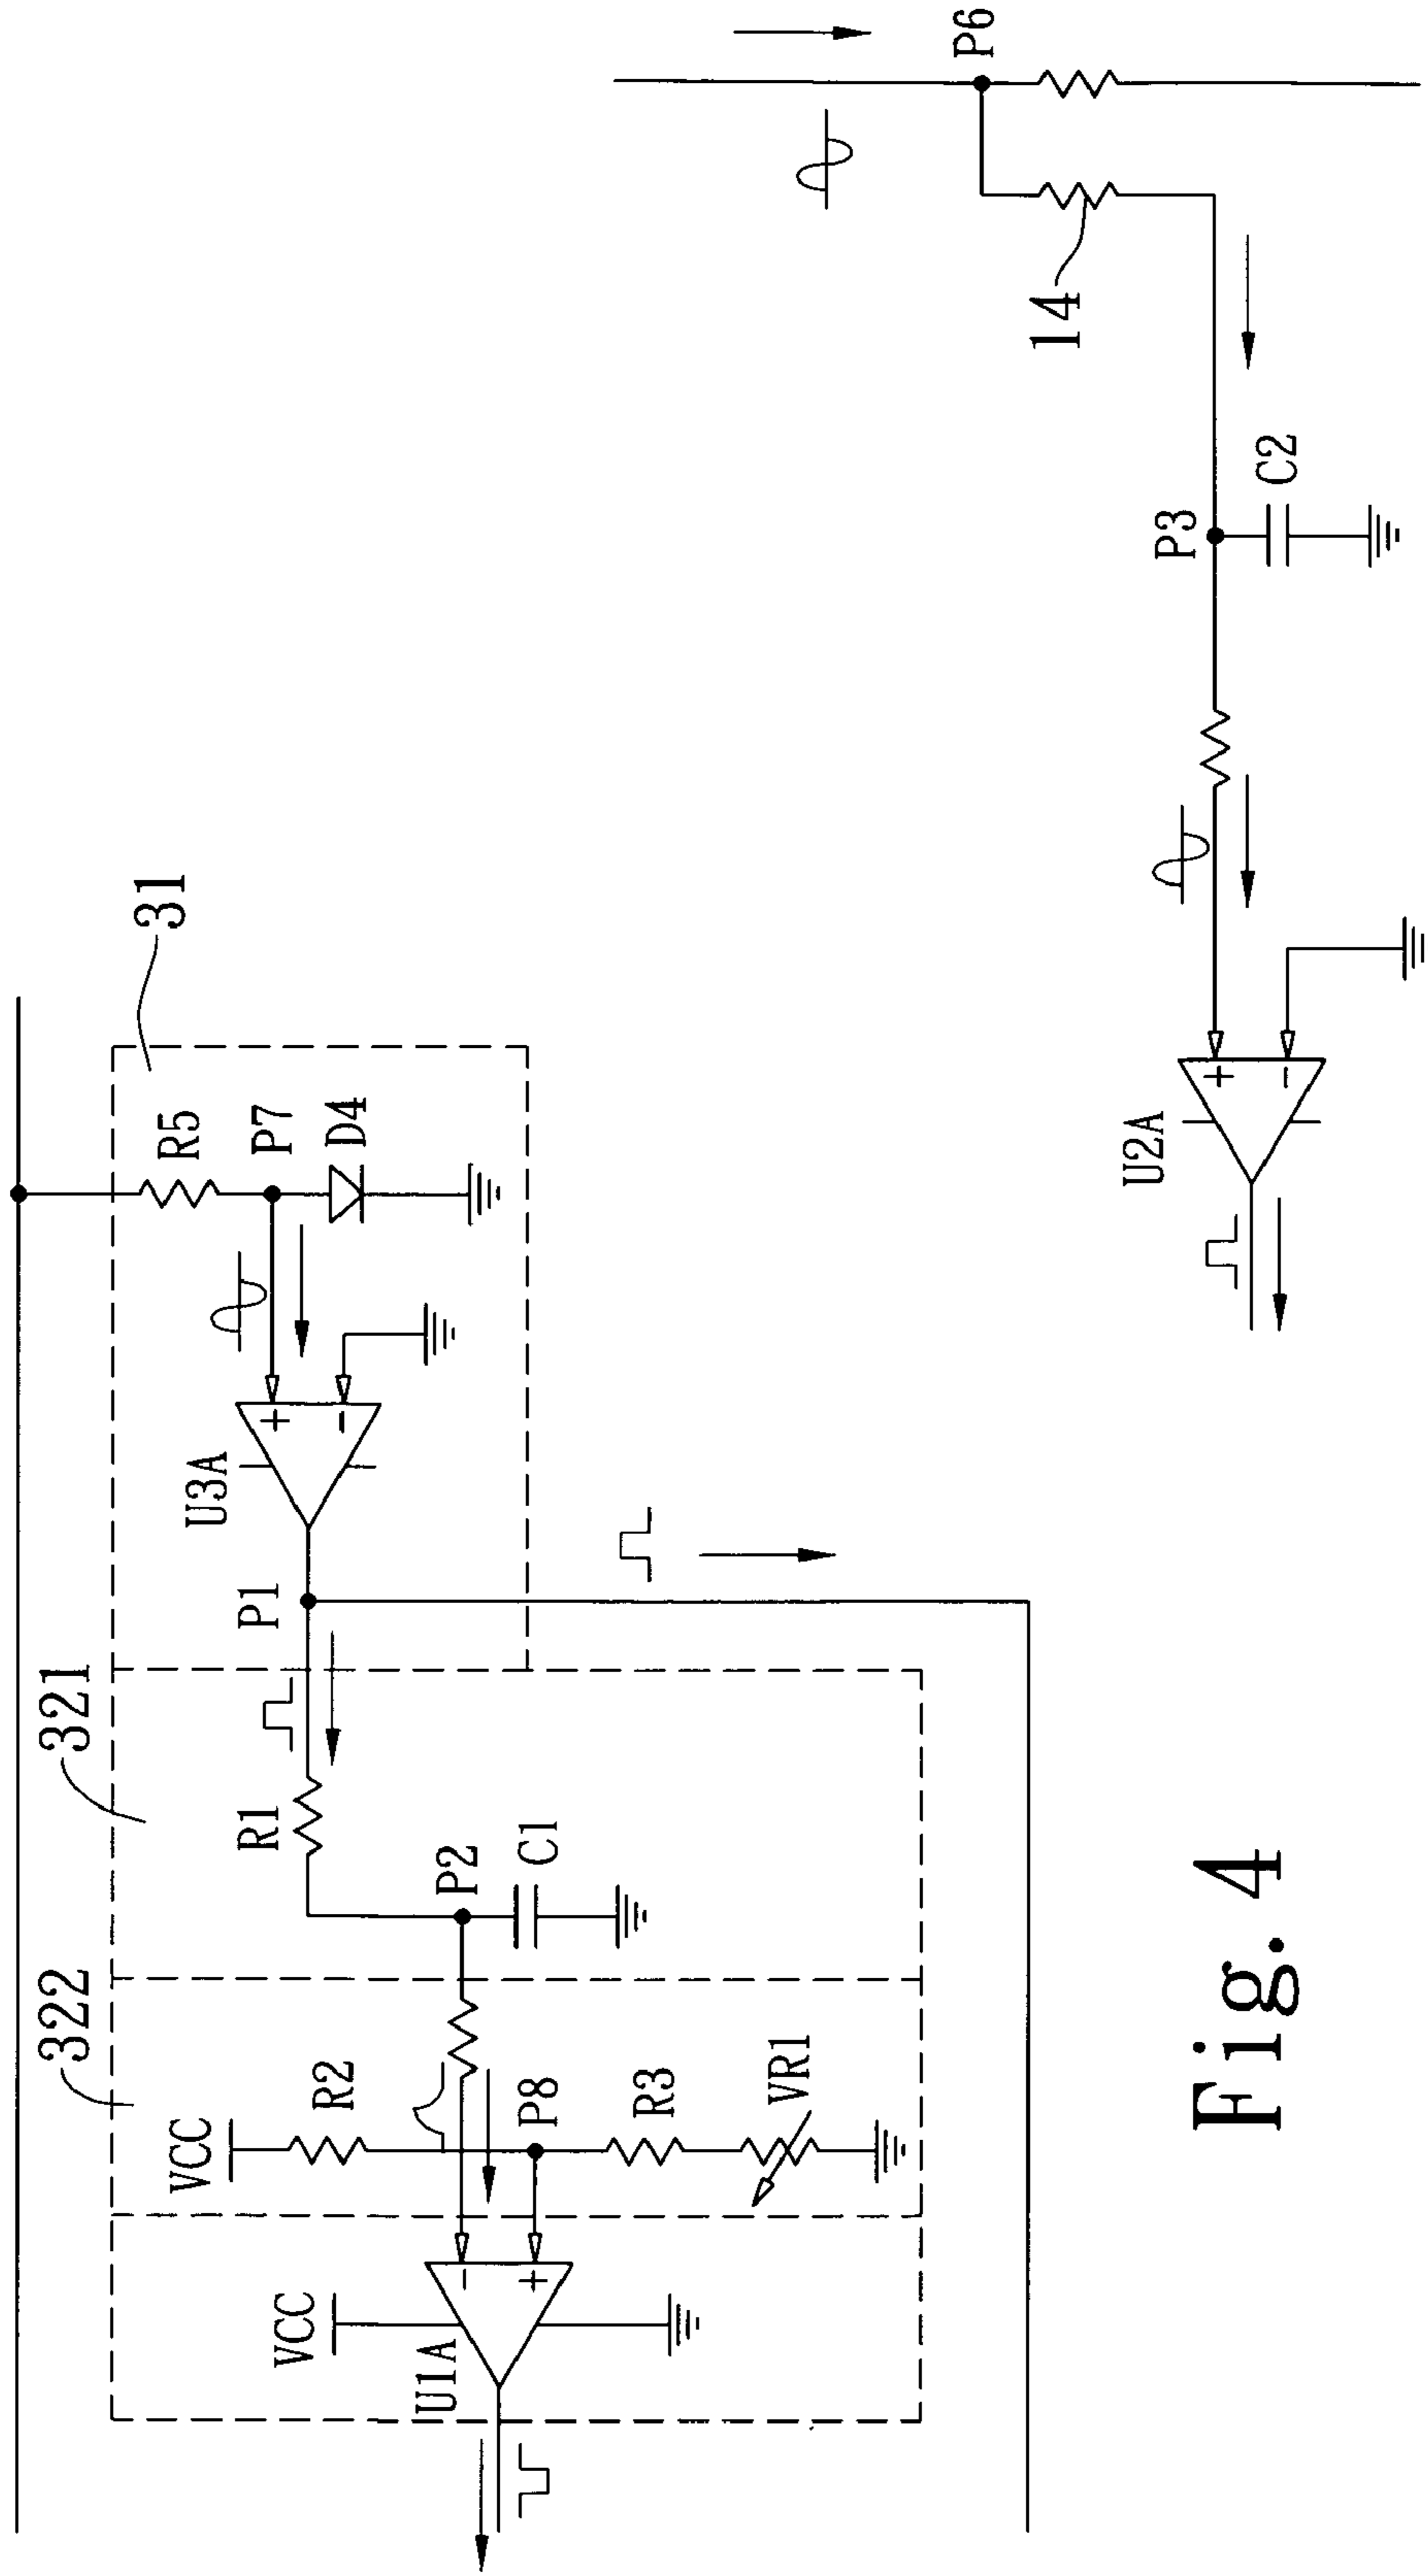 31
R5
P7
D4
U3A
+
-
P1
321
R1
P2
C1
322
VCC
R2
P8
R3
VR1
VCC
U1A
-
+
P6
14
P3
C2
U2A
+
-
Fig. 4